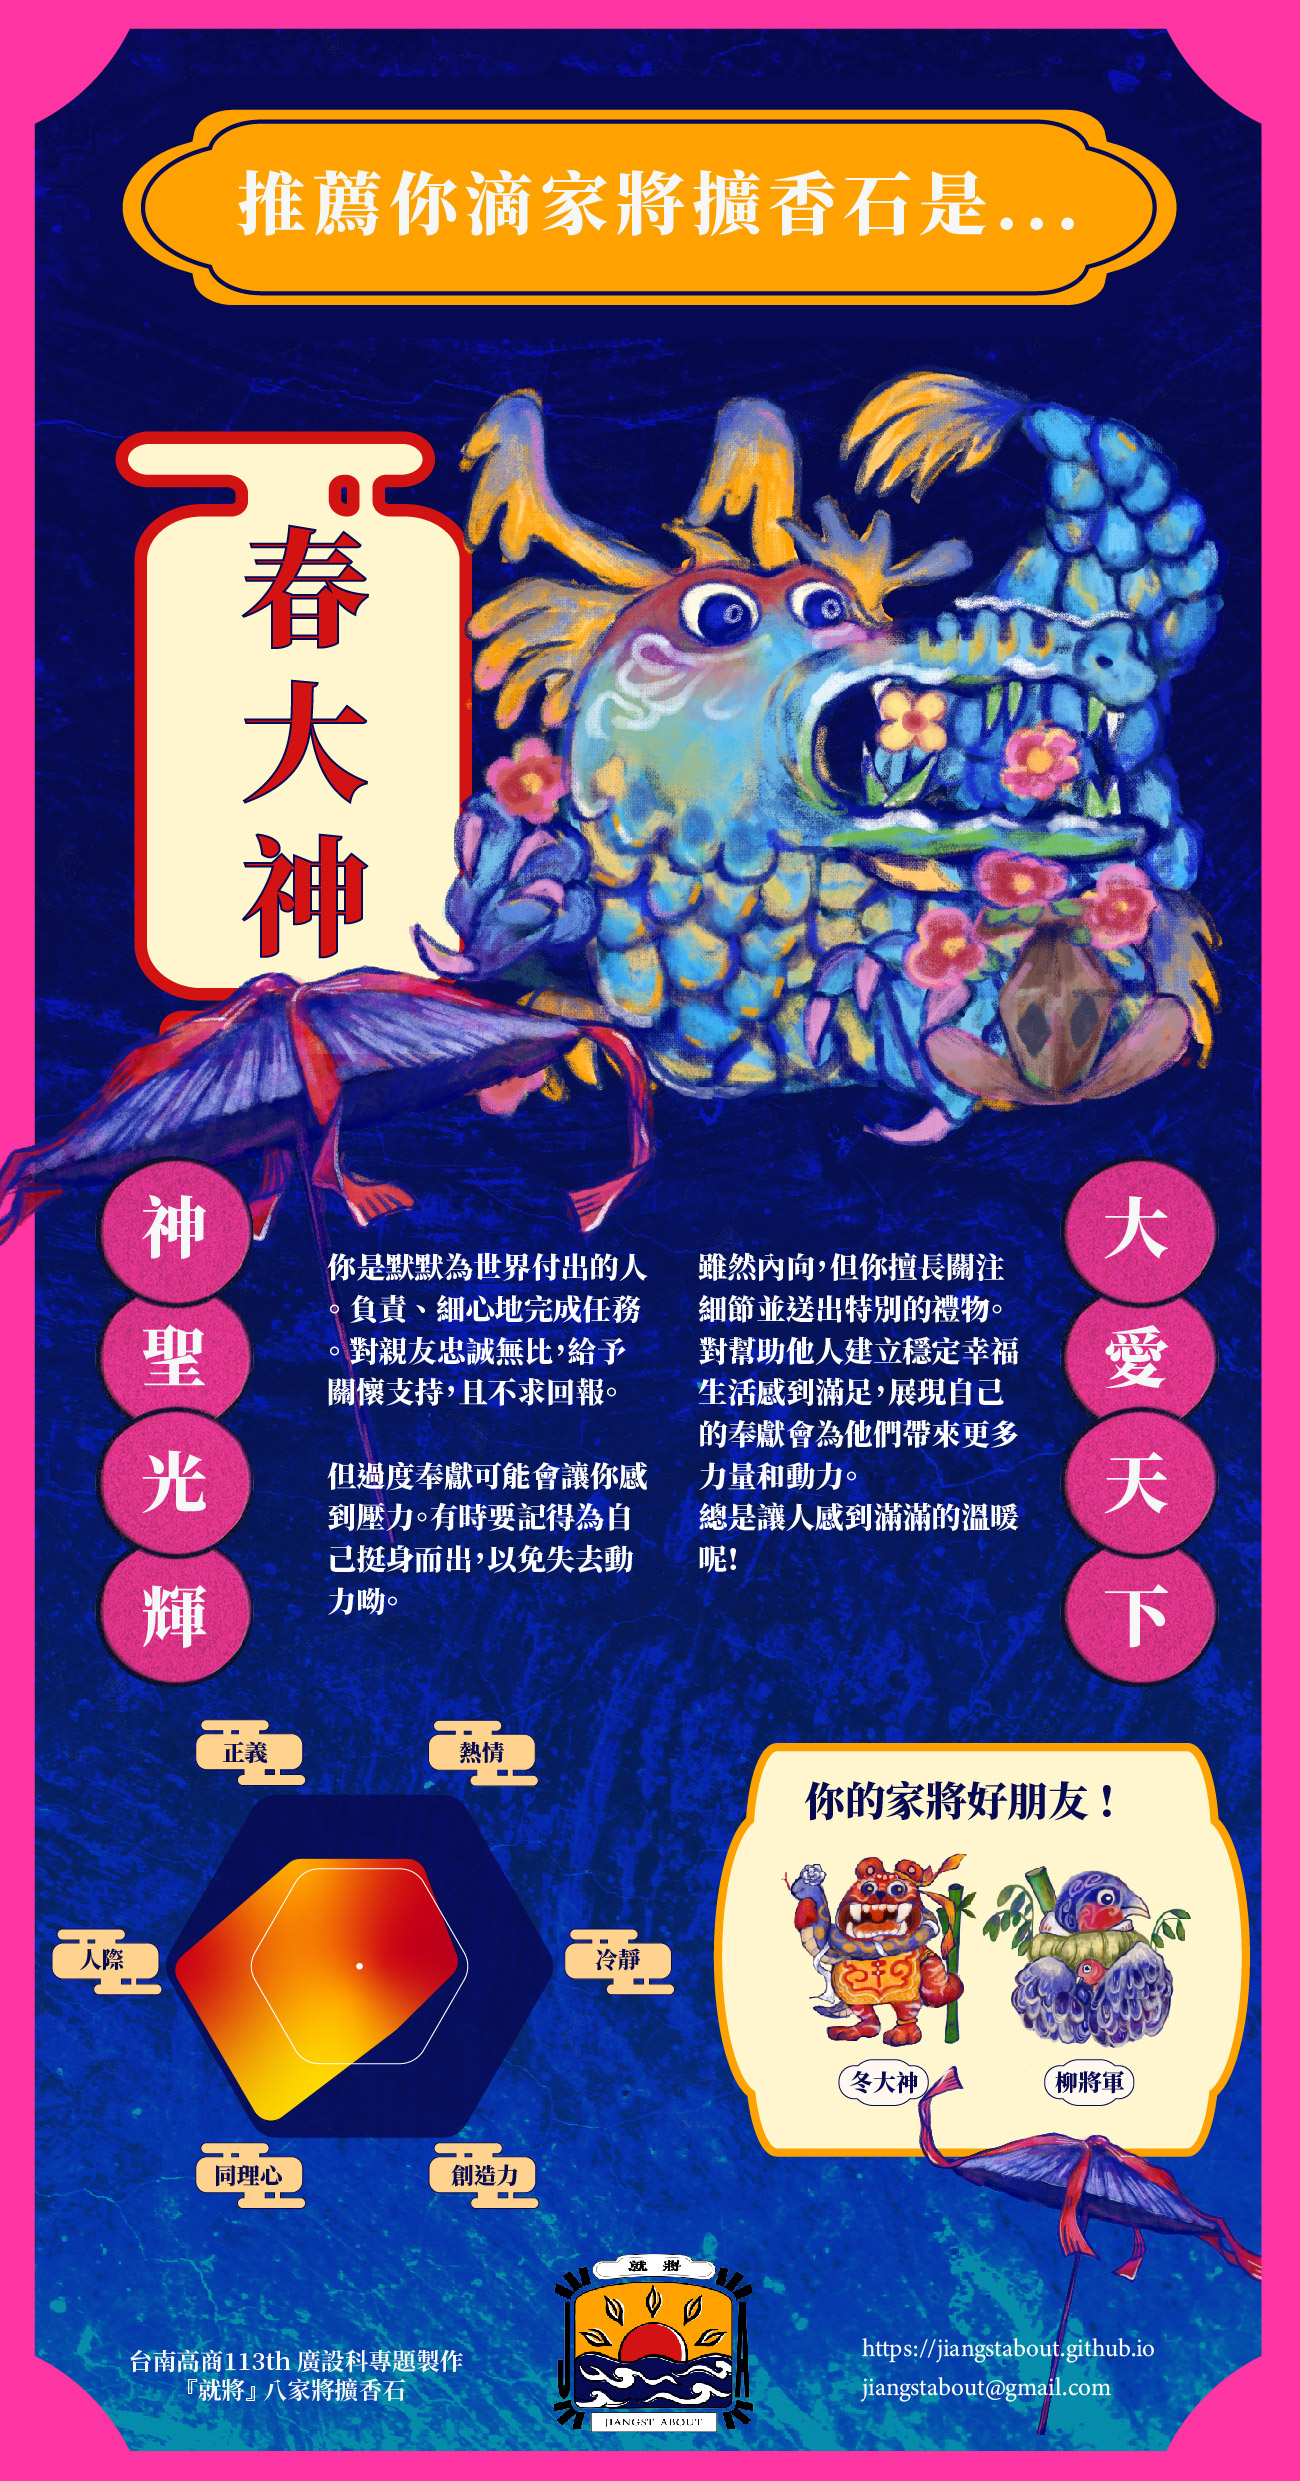 推薦你滴家將擴香石是...
春大神
神聖光輝
你是默默為世界付出的人
。負責、細心地完成任務
。對親友忠誠無比，給予
關懷支持，且不求回報。
但過度奉獻可能會讓你感
到壓力。有時要記得為自
己挺身而出，以免失去動
力呦。
雖然內向，但你擅長關注
細節並送出特別的禮物。
對幫助他人建立穩定幸福
生活感到滿足，展現自己
的奉獻會為他們帶來更多
力量和動力。
總是讓人感到滿滿的溫暖
呢！
大愛天下
正義
熱情
人際
冷靜
同理心
創造力
你的家將好朋友！
冬大神
柳將軍
台南高商113th 廣設科專題製作
『就將』八家將擴香石
就將
JIANGST ABOUT
https://jiangstabout.github.io
jiangstabout@gmail.com